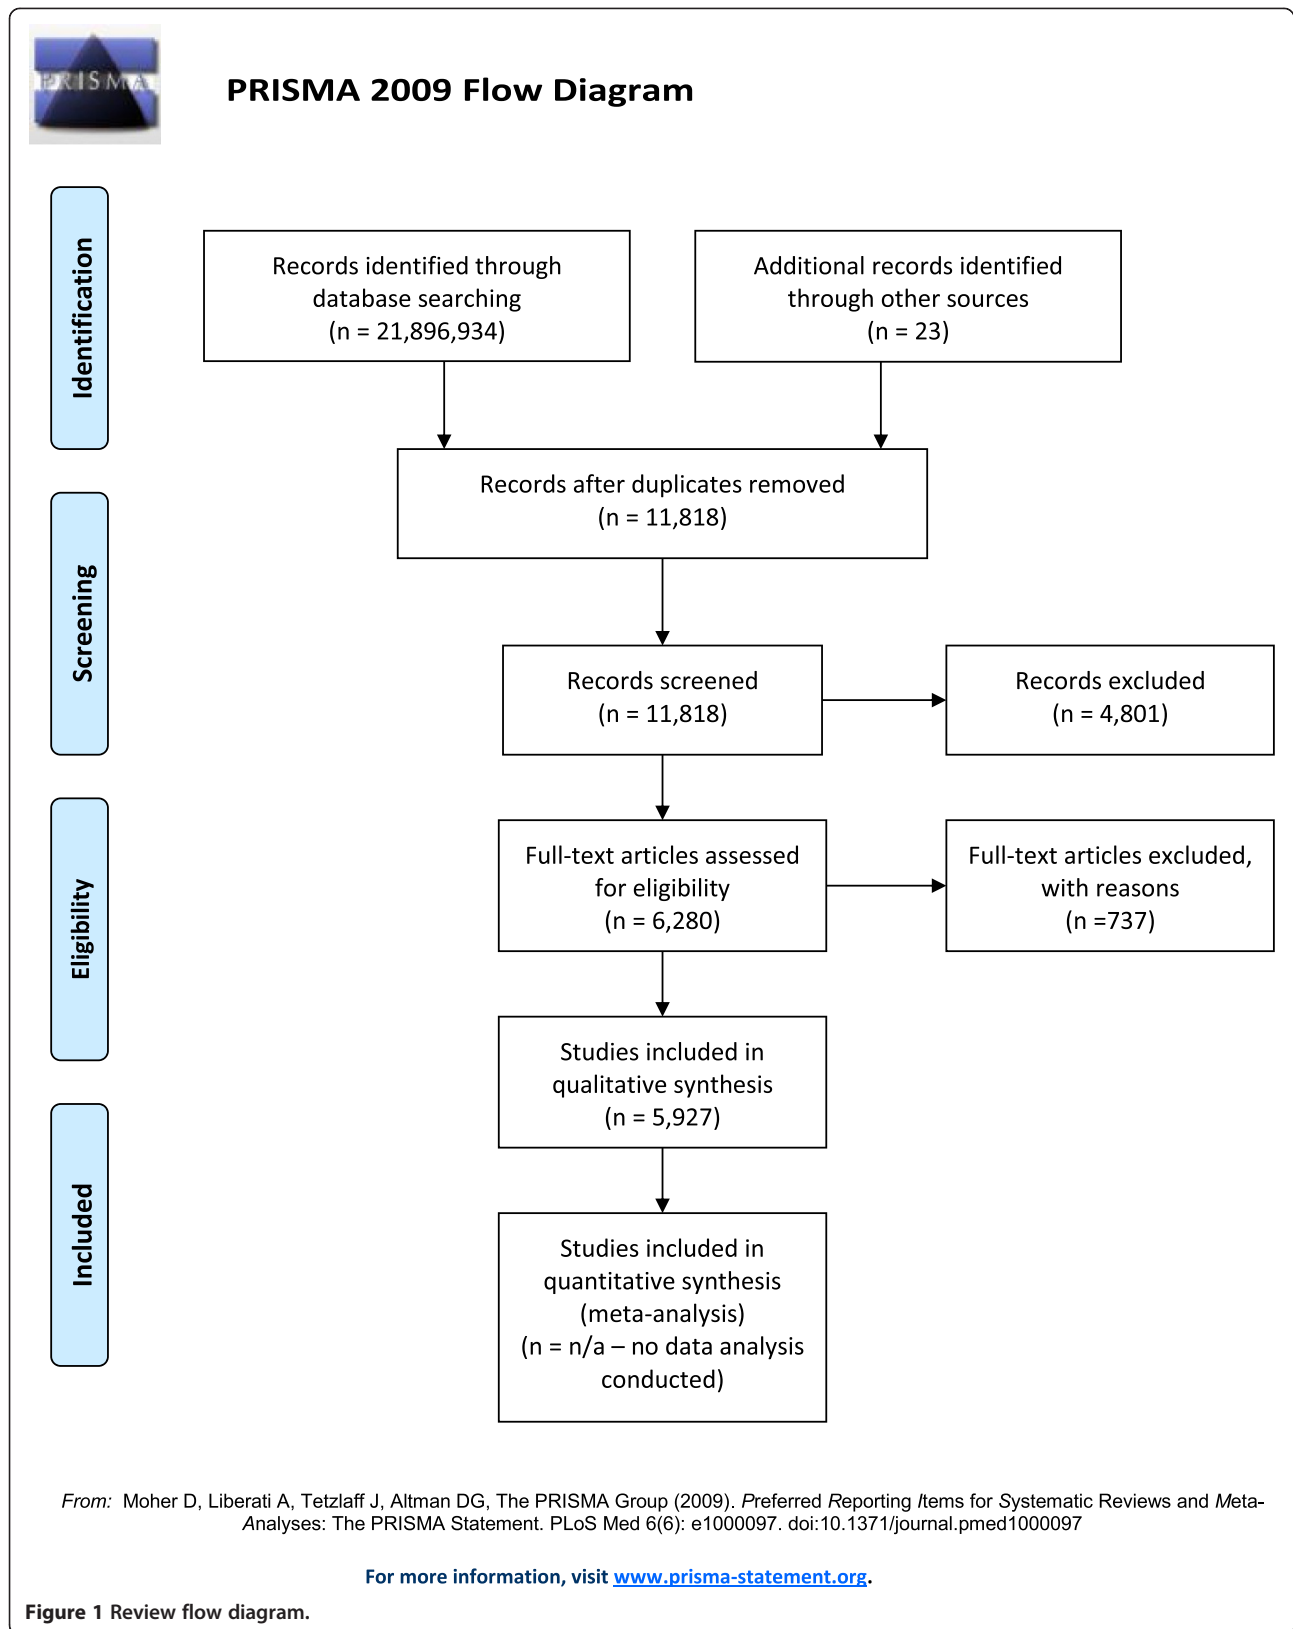 PRISMA
PRISMA 2009 Flow Diagram
Identification
Records identified through
database searching
(n = 21,896,934)
Additional records identified
through other sources
(n = 23)
Records after duplicates removed
(n = 11,818)
Screening
Records screened
(n = 11,818)
Records excluded
(n = 4,801)
Eligibility
Full-text articles assessed
for eligibility
(n = 6,280)
Full-text articles excluded,
with reasons
(n =737)
Studies included in
qualitative synthesis
(n = 5,927)
Included
Studies included in
quantitative synthesis
(meta-analysis)
(n = n/a – no data analysis
conducted)
From: Moher D, Liberati A, Tetzlaff J, Altman DG, The PRISMA Group (2009). Preferred Reporting Items for Systematic Reviews and Meta-
Analyses: The PRISMA Statement. PLoS Med 6(6): e1000097. doi:10.1371/journal.pmed1000097
For more information, visit www.prisma-statement.org.
Figure 1 Review flow diagram.